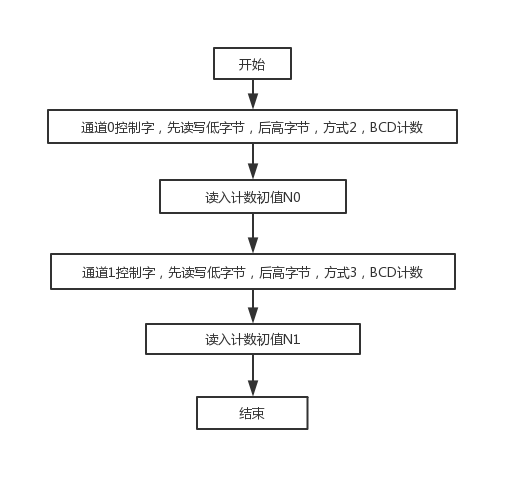 开始
通道0控制字，先读写低字节，后高字节，方式2，BCD计数
读入计数初值N0
通道1控制字，先读写低字节，后高字节，方式3，BCD计数
读入计数初值N1
结束